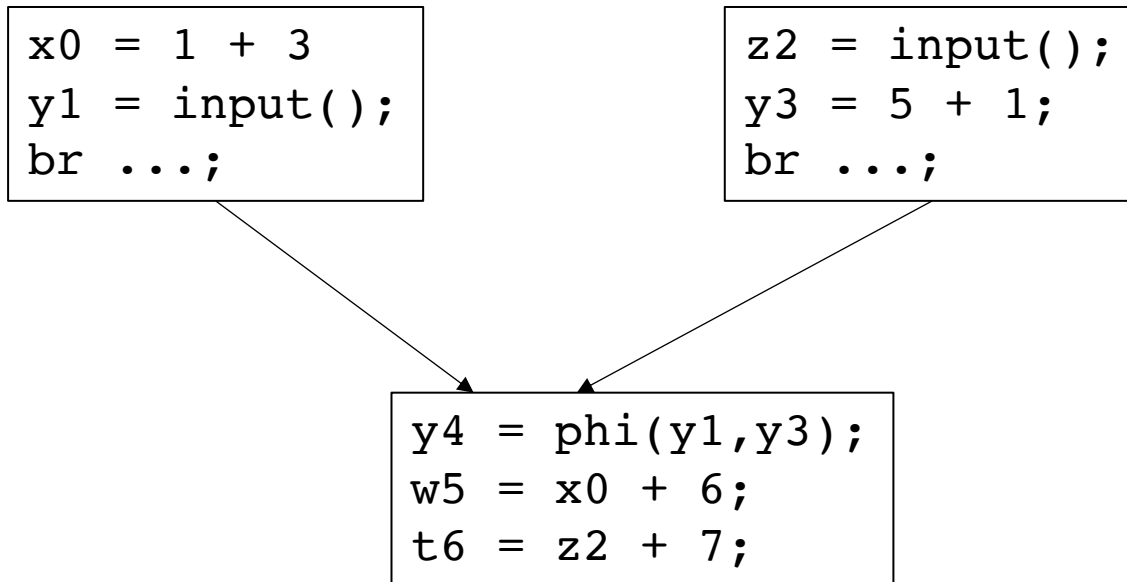 x0 = 1 + 3
y1 = input();
br ...;
z2 = input();
y3 = 5 + 1;
br ...;
y4 = phi(y1,y3);
w5 = x0 + 6;
t6 = z2 + 7;